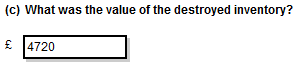 (c) What was the value of the destroyed inventory?
£ 4720